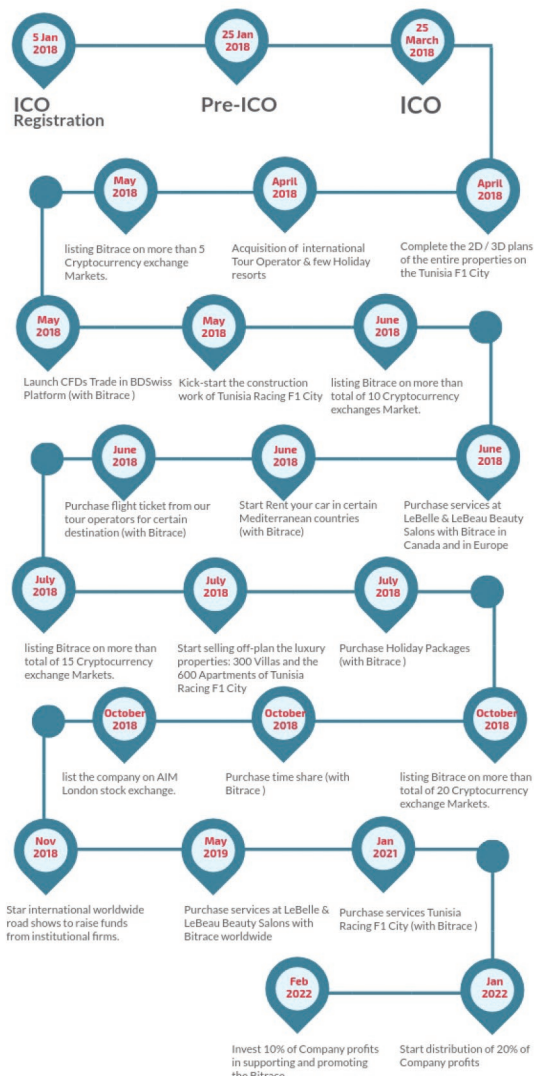 5 Jan
2018
25 Jan
2018
25
March
2018
ICO
Registration
Pre-ICO
ICO
April
2018
Complete the 2D / 3D plans
of the entire properties on
the Tunisia F1 City
April
2018
Acquisition of international
Tour Operator & few Holiday
resorts
May
2018
listing Bitrace on more than 5
Cryptocurrency exchange
Markets.
May
2018
Launch CFDs Trade in BDSwiss
Platform (with Bitrace )
May
2018
Kick-start the construction
work of Tunisia Racing F1 City
June
2018
listing Bitrace on more than
total of 10 Cryptocurrency
exchanges Market.
June
2018
Purchase services at
LeBelle & LeBeau Beauty
Salons with Bitrace in
Canada and in Europe
June
2018
Start Rent your car in certain
Mediterranean countries
(with Bitrace)
June
2018
Purchase flight ticket from our
tour operators for certain
destination (with Bitrace)
July
2018
listing Bitrace on more than
total of 15 Cryptocurrency
exchange Markets.
July
2018
Start selling off-plan the luxury
properties: 300 Villas and the
600 Apartments of Tunisia
Racing F1 City
July
2018
Purchase Holiday Packages
(with Bitrace )
October
2018
listing Bitrace on more than
total of 20 Cryptocurrency
exchange Markets.
October
2018
Purchase time share (with
Bitrace )
October
2018
list the company on AIM
London stock exchange.
Nov
2018
Star international worldwide
road shows to raise funds
from institutional firms.
May
2019
Purchase services at LeBelle &
LeBeau Beauty Salons with
Bitrace worldwide
Jan
2021
Purchase services Tunisia
Racing F1 City (with Bitrace )
Jan
2022
Start distribution of 20% of
Company profits
Feb
2022
Invest 10% of Company profits
in supporting and promoting
the Bitrace